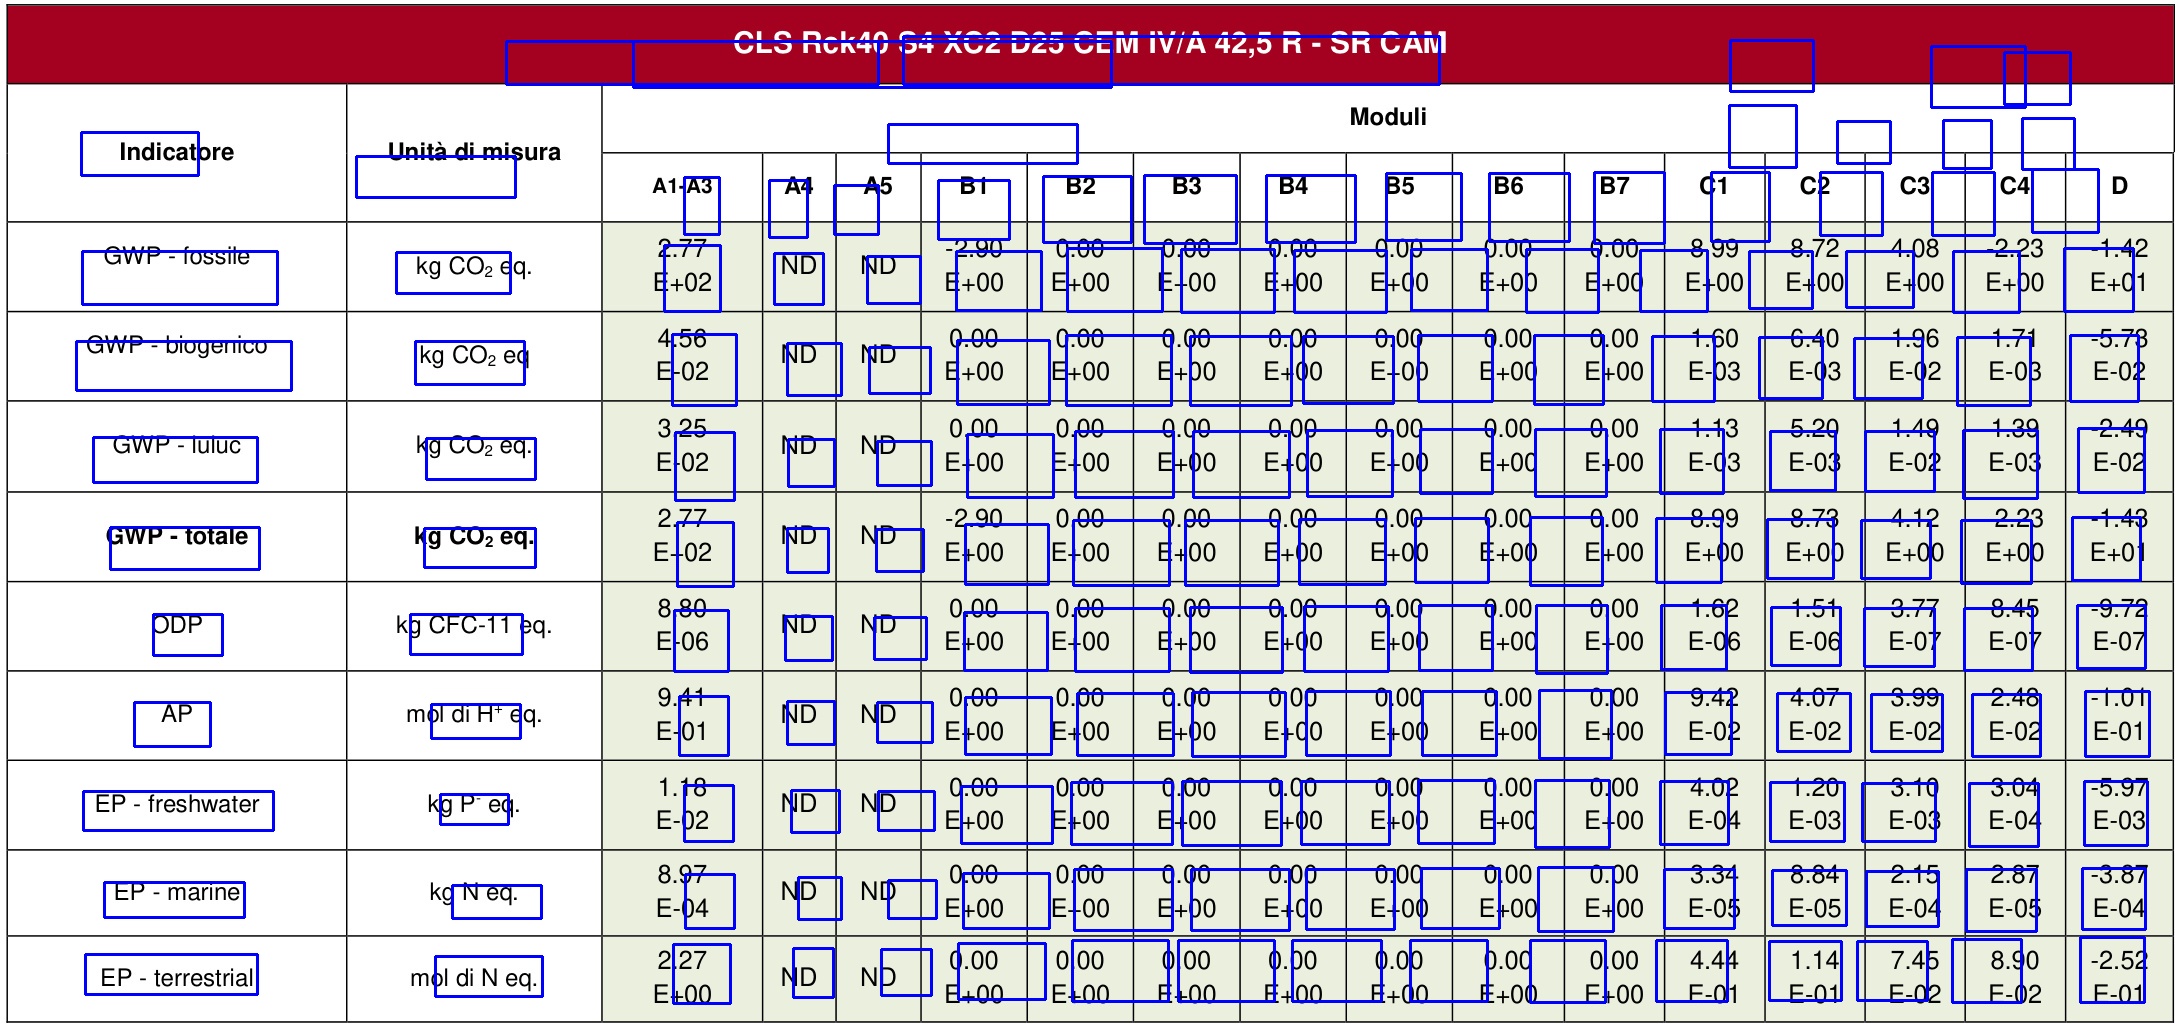 CLS Rck40 S4 XC2 D25 CEM IV/A 42,5 R - SR CAM
Indicatore Unità di misura Moduli
A1-A3 A4 A5 B1 B2 B3 B4 B5 B6 B7 C1 C2 C3 C4 D
GWP - fossile kg CO₂ eq. 2.77 E+02 ND ND -2.90 E+00 0.00 E+00 0.00 E+00 0.00 E+00 0.00 E+00 0.00 E+00 0.00 E+00 8.99 E+00 8.72 E+00 4.08 E+00 -2.23 E+00 -1.42 E+01
GWP - biogenico kg CO₂ eq 4.56 E-02 ND ND 0.00 E+00 0.00 E+00 0.00 E+00 0.00 E+00 0.00 E+00 0.00 E+00 0.00 E+00 1.60 E-03 6.40 E-03 1.96 E-02 1.71 E-03 -5.73 E-02
GWP - luluc kg CO₂ eq. 3.25 E-02 ND ND 0.00 E+00 0.00 E+00 0.00 E+00 0.00 E+00 0.00 E+00 0.00 E+00 0.00 E+00 1.13 E-03 5.20 E-03 1.49 E-02 1.39 E-03 -2.49 E-02
GWP - totale kg CO₂ eq. 2.77 E+02 ND ND -2.90 E+00 0.00 E+00 0.00 E+00 0.00 E+00 0.00 E+00 0.00 E+00 0.00 E+00 8.99 E+00 8.73 E+00 4.12 E+00 2.23 E+00 -1.43 E+01
ODP kg CFC-11 eq. 8.80 E-06 ND ND 0.00 E+00 0.00 E+00 0.00 E+00 0.00 E+00 0.00 E+00 0.00 E+00 0.00 E+00 1.62 E-06 1.51 E-06 3.77 E-07 8.45 E-07 -9.72 E-07
AP mol di H⁺ eq. 9.41 E-01 ND ND 0.00 E+00 0.00 E+00 0.00 E+00 0.00 E+00 0.00 E+00 0.00 E+00 0.00 E+00 9.42 E-02 4.07 E-02 3.99 E-02 2.48 E-02 -1.01 E-01
EP - freshwater kg P⁻ eq. 1.18 E-02 ND ND 0.00 E+00 0.00 E+00 0.00 E+00 0.00 E+00 0.00 E+00 0.00 E+00 0.00 E+00 4.02 E-04 1.20 E-03 3.10 E-03 3.04 E-04 -5.97 E-03
EP - marine kg N eq. 8.97 E-04 ND ND 0.00 E+00 0.00 E+00 0.00 E+00 0.00 E+00 0.00 E+00 0.00 E+00 0.00 E+00 3.34 E-05 8.84 E-05 2.15 E-04 2.87 E-05 -3.87 E-04
EP - terrestrial mol di N eq. 2.27 E+00 ND ND 0.00 E+00 0.00 E+00 0.00 E+00 0.00 E+00 0.00 E+00 0.00 E+00 0.00 E+00 4.44 E-01 1.14 E-01 7.45 E-02 8.90 E-02 -2.52 E-01